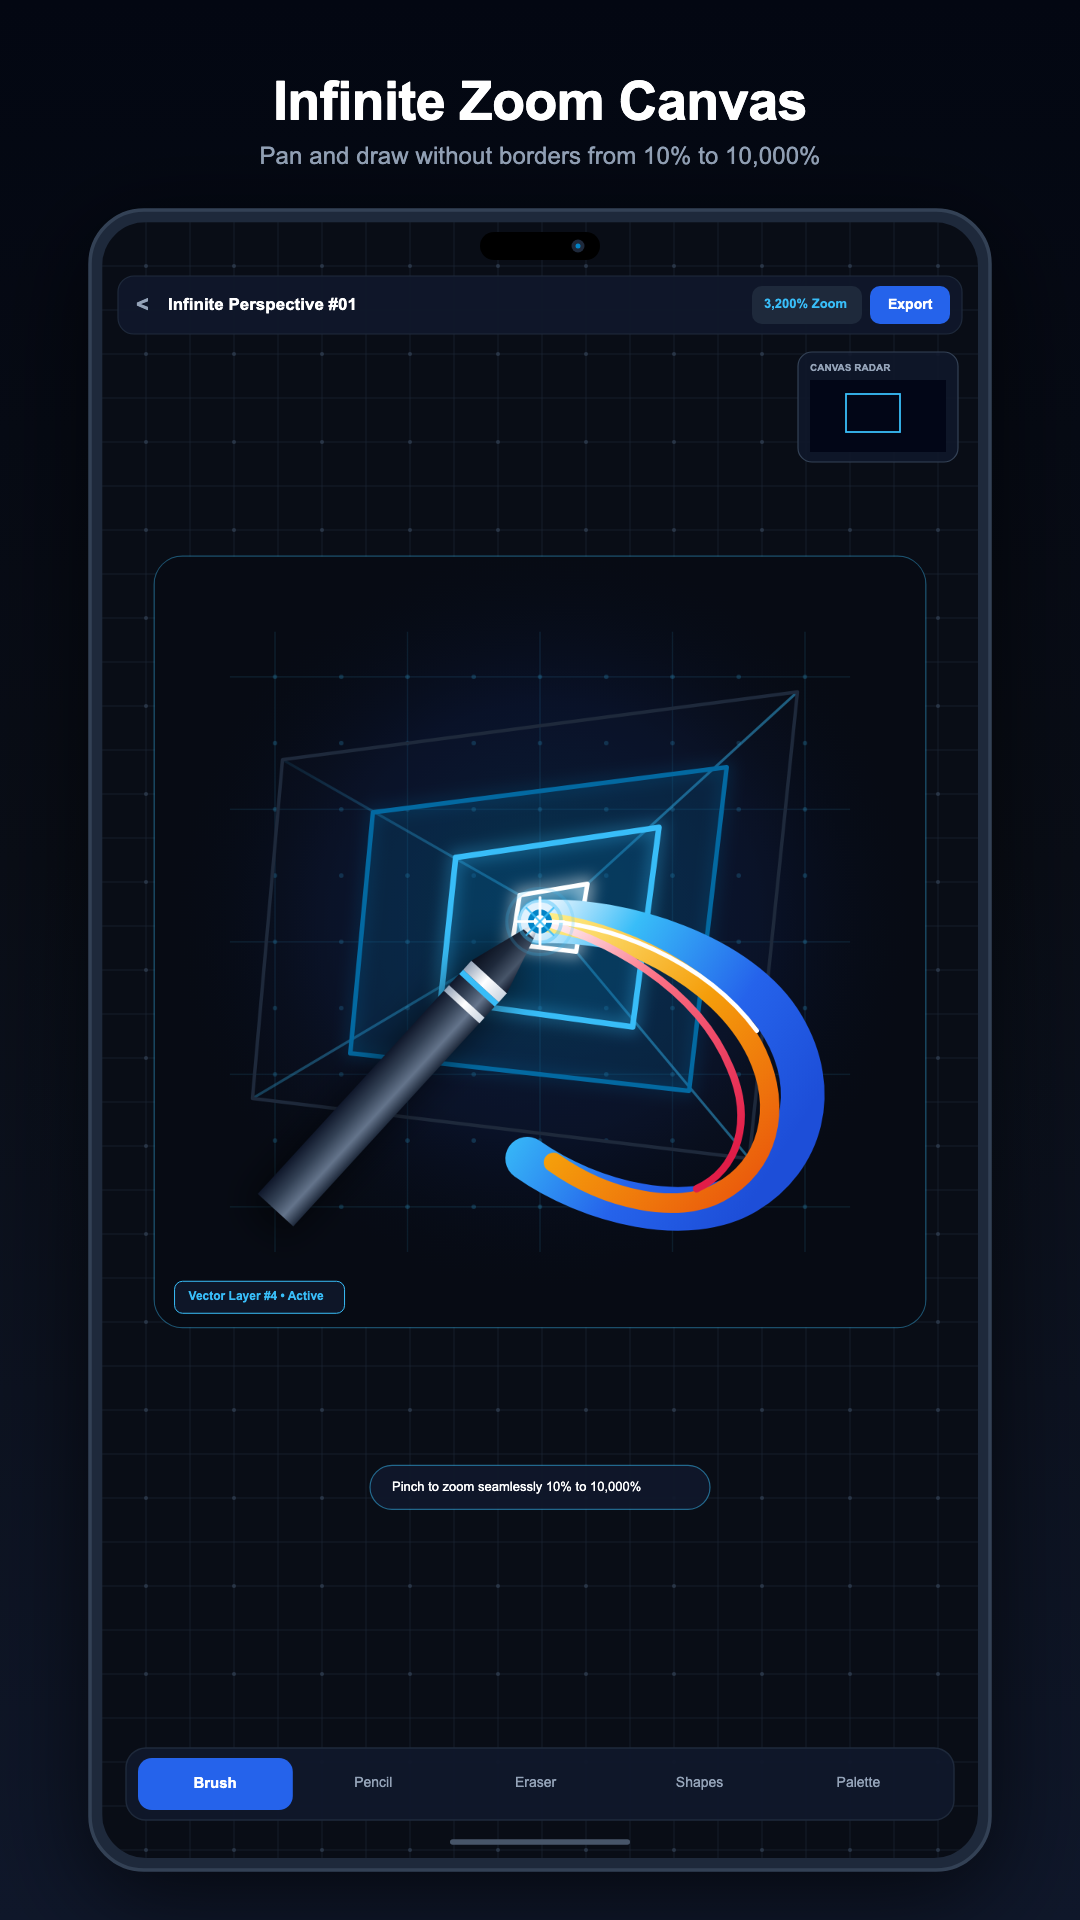 Infinite Zoom Canvas
Pan and draw without borders from 10% to 10,000%
< Infinite Perspective #01
3,200% Zoom
Export
CANVAS RADAR
Vector Layer #4 • Active
Pinch to zoom seamlessly 10% to 10,000%
Brush
Pencil
Eraser
Shapes
Palette